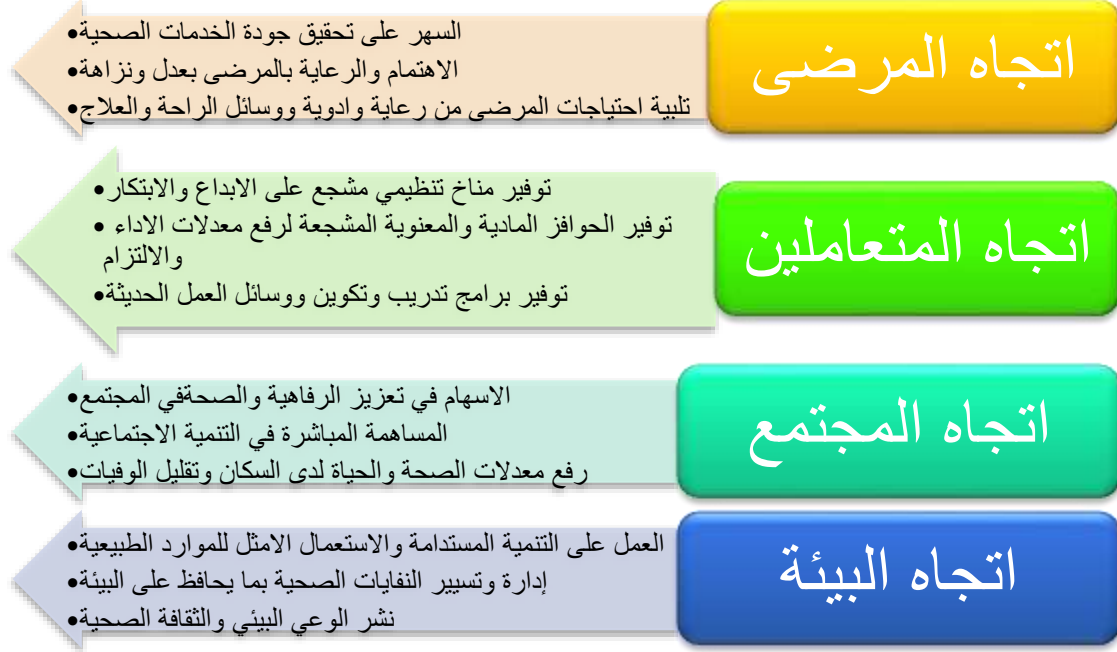 اتجاه المرضى
•السهر على تحقيق جودة الخدمات الصحية
•الاهتمام والرعاية بالمرضى بعدل ونزاهة
•تلبية احتياجات المرضى من رعاية وادوية ووسائل الراحة والعلاج
اتجاه المتعاملين
•توفير مناخ تنظيمي مشجع على الابداع والابتكار
•توفير الحوافز المادية والمعنوية المشجعة لرفع معدلات الاداء
والالتزام
•توفير برامج تدريب وتكوين ووسائل العمل الحديثة
اتجاه المجتمع
•الاسهام في تعزيز الرفاهية والصحةفي المجتمع
•المساهمة المباشرة في التنمية الاجتماعية
•رفع معدلات الصحة والحياة لدى السكان وتقليل الوفيات
اتجاه البيئة
•العمل على التنمية المستدامة والاستعمال الامثل للموارد الطبيعية
•إدارة وتسيير النفايات الصحية بما يحافظ على البيئة
•نشر الوعي البيئي والثقافة الصحية